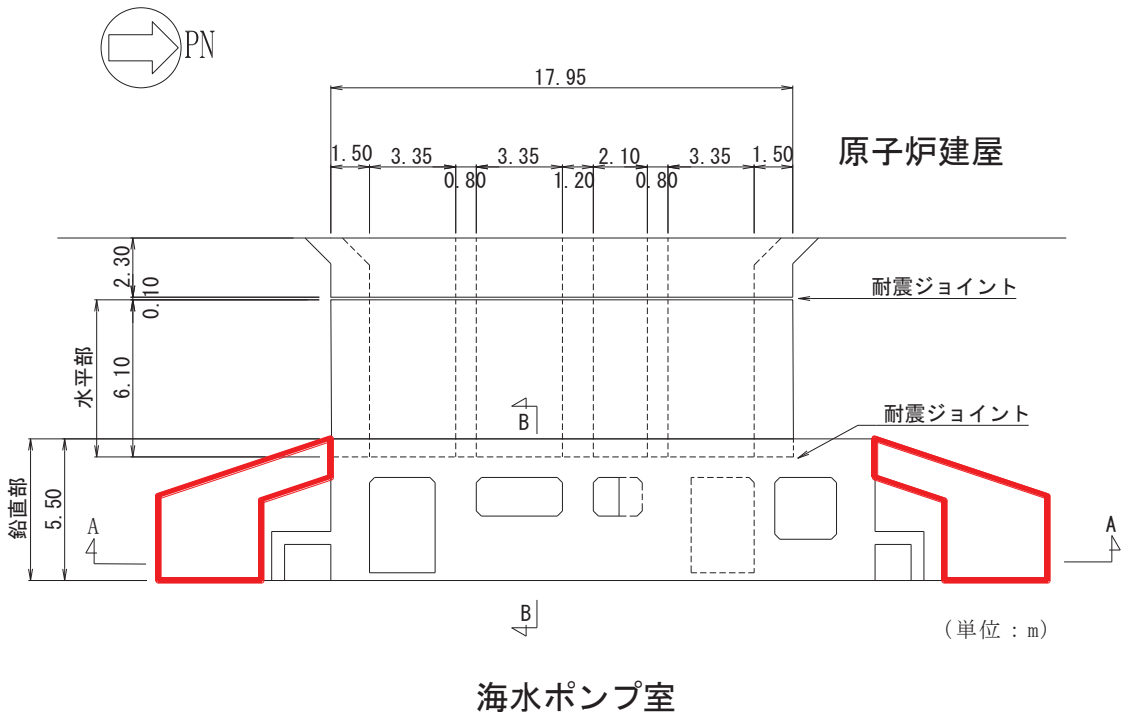 PN
17.95
原子炉建屋
1.50
3.35
0.80
3.35
1.20
2.10
0.80
3.35
1.50
2.30
0.10
耐震ジョイント
水平部
6.10
B
耐震ジョイント
鉛直部
5.50
A
A
B
(単位:m)
海水ポンプ室